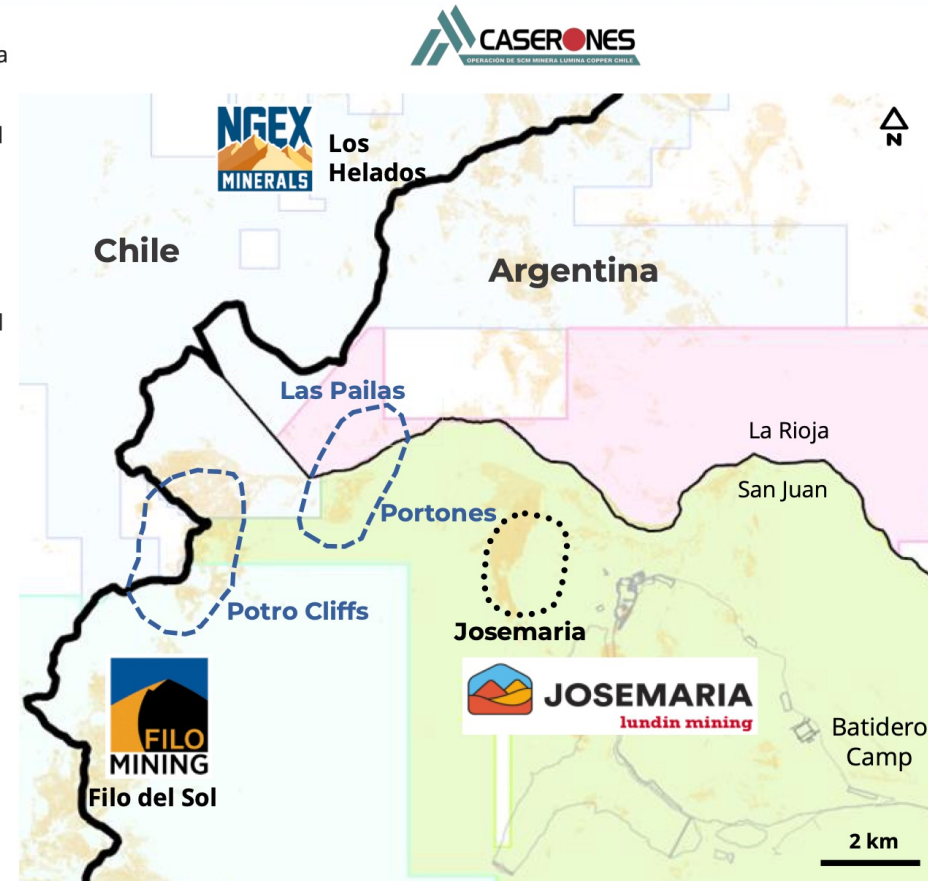 a
CASERONES
OPERACIÓN DE SCM MINERA LUMINA COPPER CHILE
l
NGEX
MINERALS
Los
Helados
N
Chile
Argentina
l
Las Pailas
La Rioja
San Juan
Portones
Potro Cliffs
Josemaria
FILO
MINING
Filo del Sol
JOSEMARIA
lundin mining
Batidero
Camp
2 km